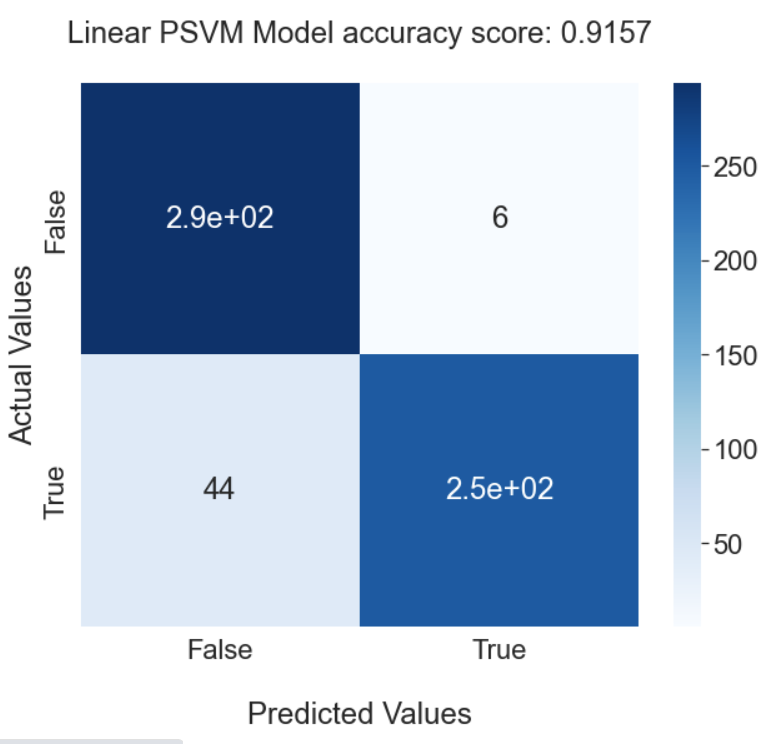 Linear PSVM Model accuracy score: 0.9157
Actual Values
False
2.9e+02
6
True
44
2.5e+02
False
True
Predicted Values
250
200
150
100
50